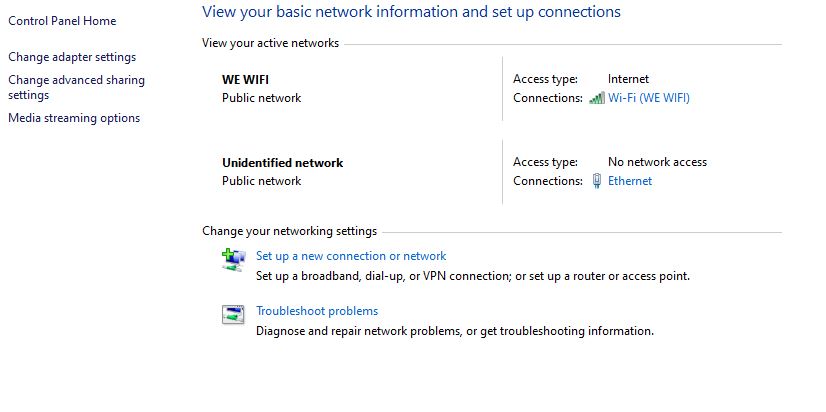 Control Panel Home
Change adapter settings
Change advanced sharing
settings
Media streaming options
View your basic network information and set up connections
View your active networks
WE WIFI
Public network
Access type: Internet
Connections: Wi-Fi (WE WIFI)
Unidentified network
Public network
Access type: No network access
Connections: Ethernet
Change your networking settings
Set up a new connection or network
Set up a broadband, dial-up, or VPN connection; or set up a router or access point.
Troubleshoot problems
Diagnose and repair network problems, or get troubleshooting information.